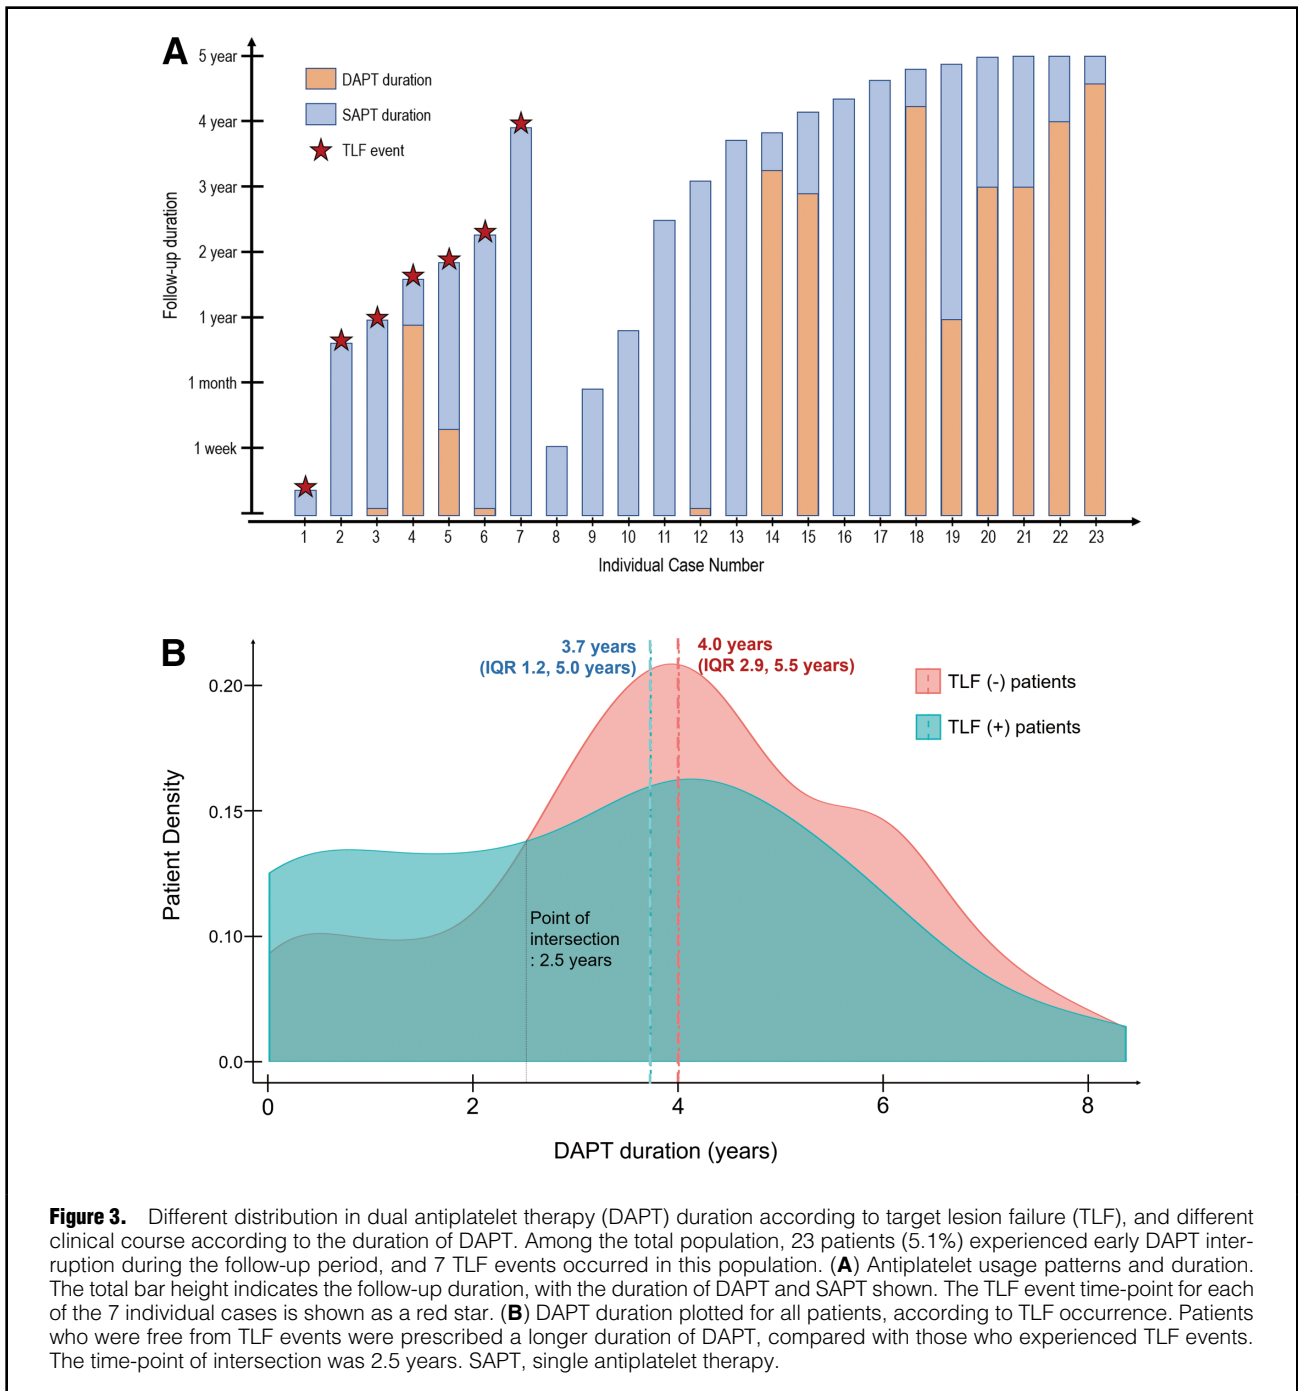 A
5 year
4 year
3 year
2 year
1 year
1 month
1 week
Follow-up duration
DAPT duration
SAPT duration
TLF event
1 2 3 4 5 6 7 8 9 10 11 12 13 14 15 16 17 18 19 20 21 22 23
Individual Case Number
B
3.7 years
(IQR 1.2, 5.0 years)
4.0 years
(IQR 2.9, 5.5 years)
TLF (-) patients
TLF (+) patients
0.20
0.15
0.10
0.0
Patient Density
Point of
intersection
: 2.5 years
0 2 4 6 8
DAPT duration (years)
Figure 3. Different distribution in dual antiplatelet therapy (DAPT) duration according to target lesion failure (TLF), and different
clinical course according to the duration of DAPT. Among the total population, 23 patients (5.1%) experienced early DAPT inter-
ruption during the follow-up period, and 7 TLF events occurred in this population. (A) Antiplatelet usage patterns and duration.
The total bar height indicates the follow-up duration, with the duration of DAPT and SAPT shown. The TLF event time-point for each
of the 7 individual cases is shown as a red star. (B) DAPT duration plotted for all patients, according to TLF occurrence. Patients
who were free from TLF events were prescribed a longer duration of DAPT, compared with those who experienced TLF events.
The time-point of intersection was 2.5 years. SAPT, single antiplatelet therapy.